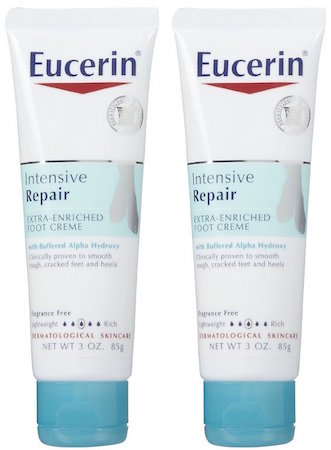 Eucerin®
Intensive
Repair
EXTRA-ENRICHED
FOOT CREME
with Buffered Alpha Hydroxy
Clinically proven to smooth
rough, cracked feet and heels
Fragrance Free
Lightweight Rich
DERMATOLOGICAL SKINCARE
NET WT 3 OZ. 85g
Eucerin®
Intensive
Repair
EXTRA-ENRICHED
FOOT CREME
with Buffered Alpha Hydroxy
Clinically proven to smooth
rough, cracked feet and heels
Fragrance Free
Lightweight Rich
DERMATOLOGICAL SKINCARE
NET WT 3 OZ. 85g